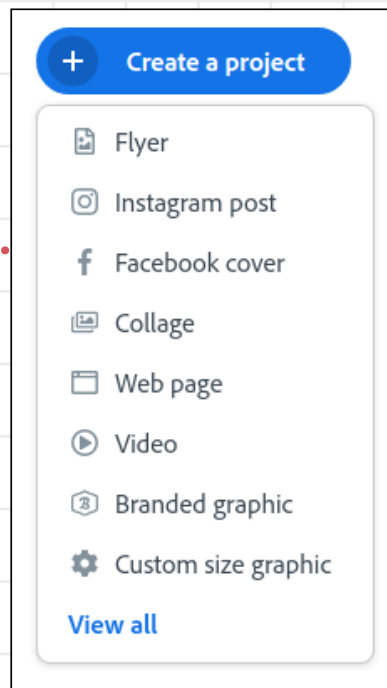 Create a project
Flyer
Instagram post
Facebook cover
Collage
Web page
Video
Branded graphic
Custom size graphic
View all